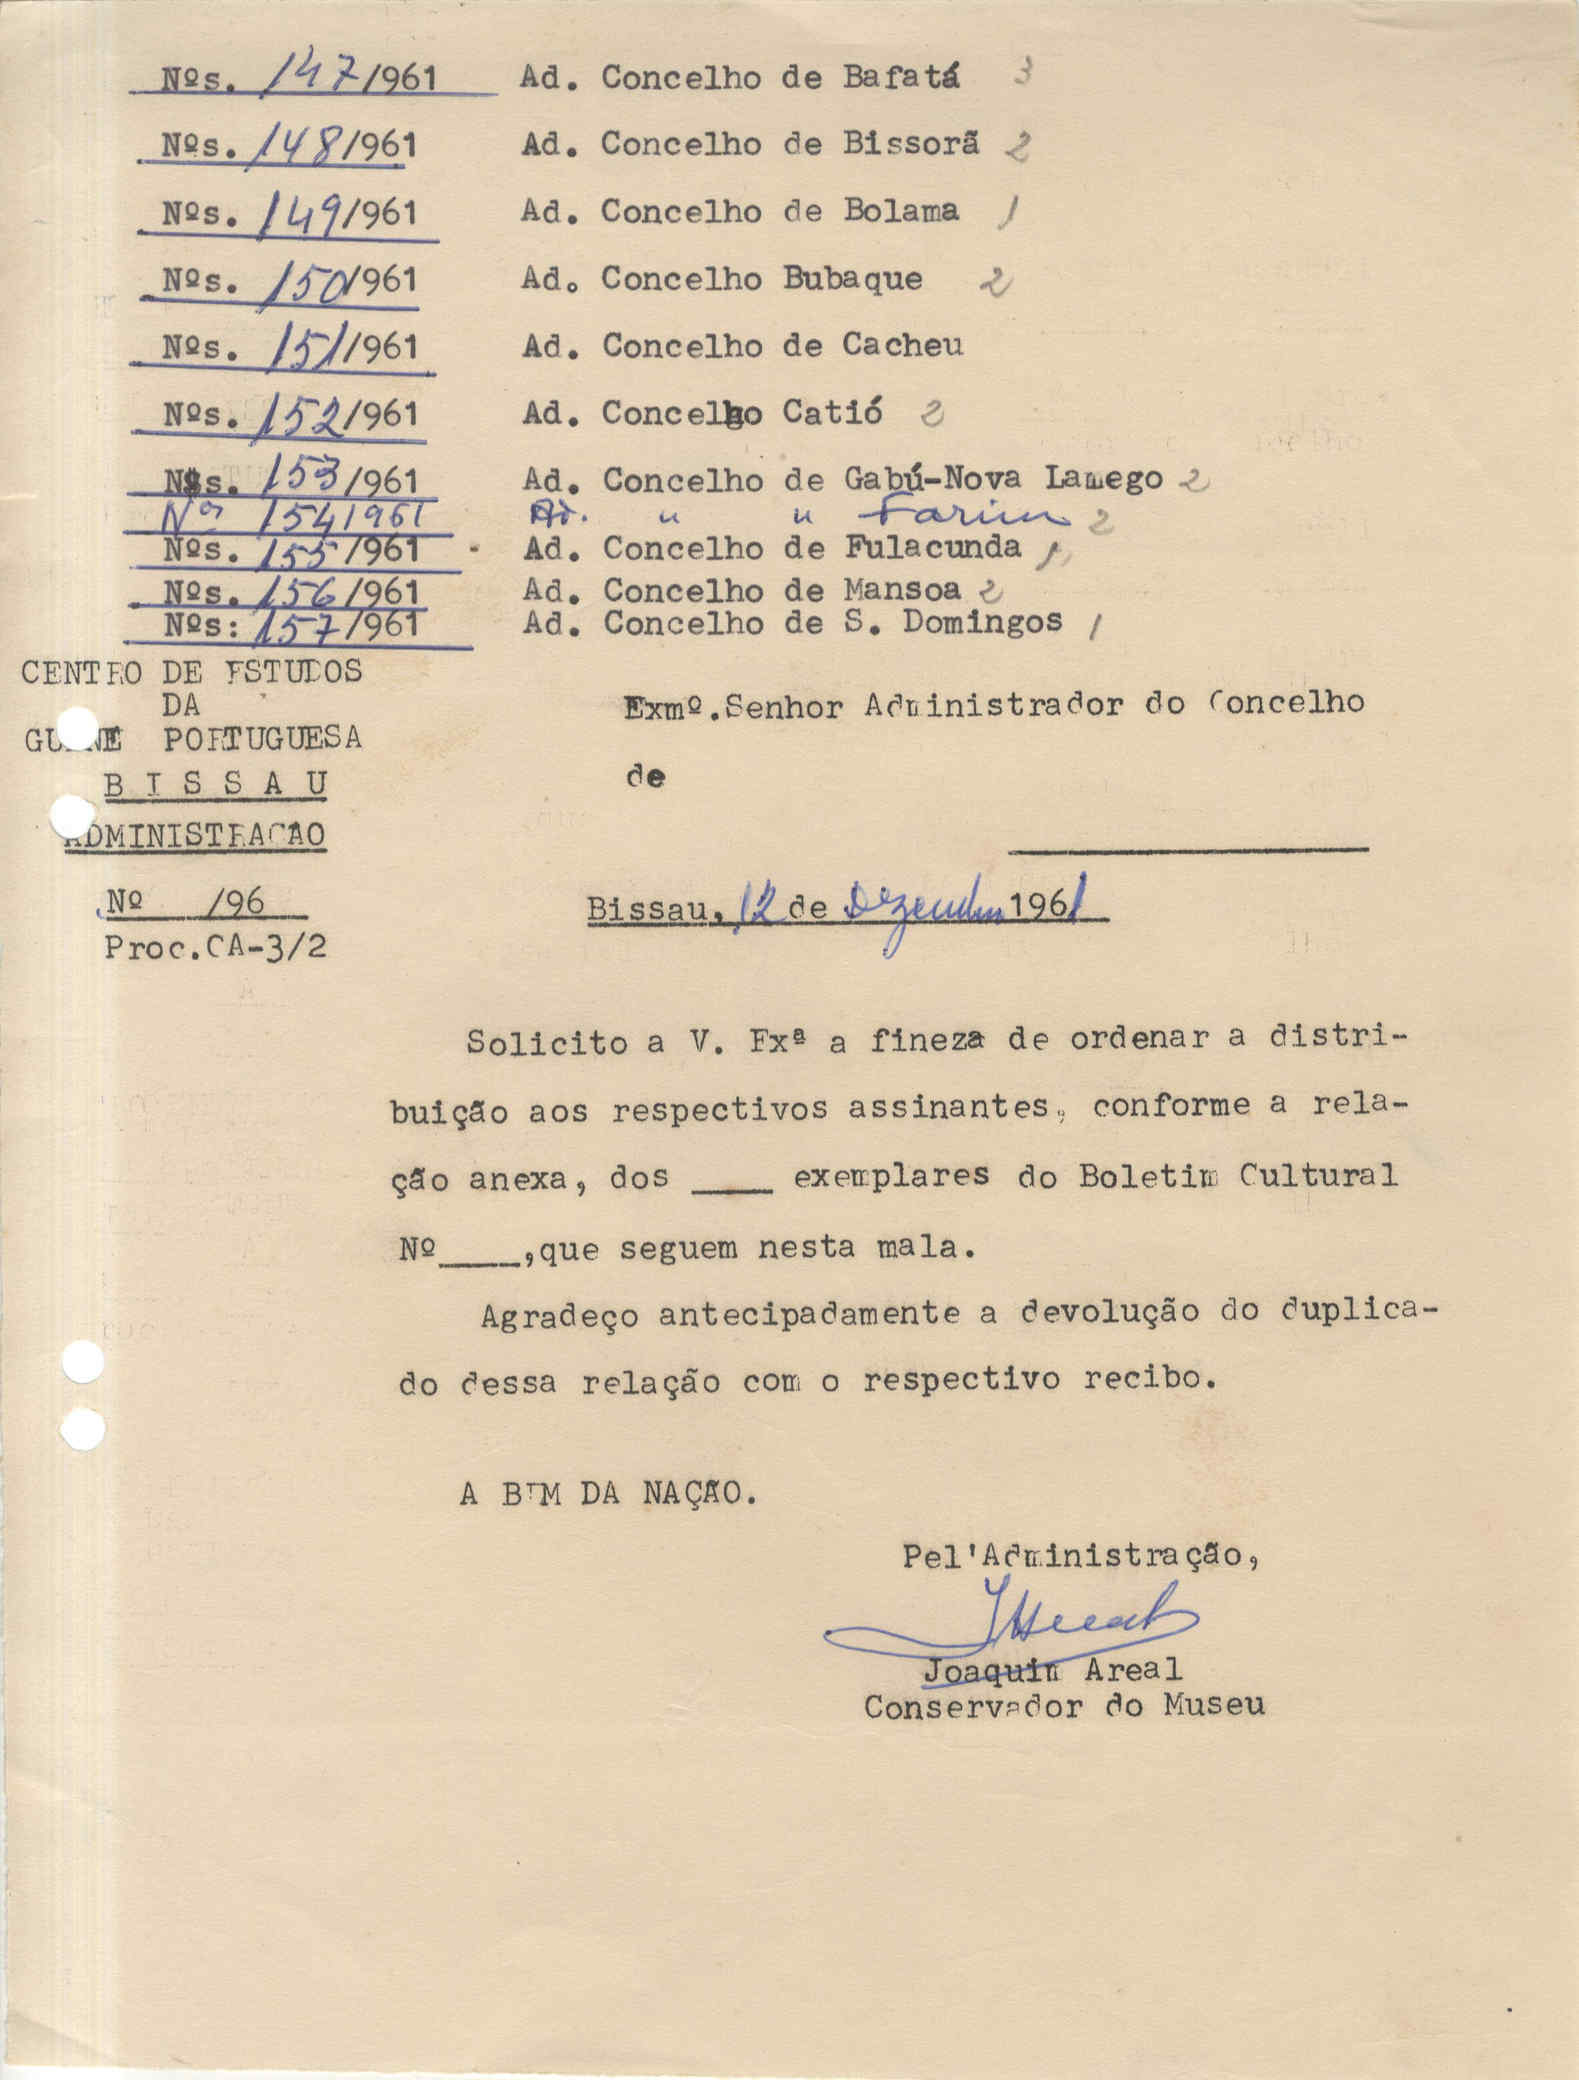 Nºs. 147/961 Ad. Concelho de Bafatá 3
Nºs. 148/961 Ad. Concelho de Bissorã 2
Nºs. 149/961 Ad. Concelho de Bolama 1
Nºs. 150/961 Ad. Concelho Bubaque 2
Nºs. 151/961 Ad. Concelho de Cacheu
Nºs. 152/961 Ad. Concelho Catió 2
Nºs. 153/961 Ad. Concelho de Gabú-Nova Lamego 2
Nº 154/961 Ad. " " Farim 2
Nºs. 155/961 Ad. Concelho de Fulacunda 1
Nºs. 156/961 Ad. Concelho de Mansoa 2
Nºs: 157/961 Ad. Concelho de S. Domingos 1
CENTRO DE ESTUDOS
DA
GUINE PORTUGUESA
BISSAU
ADMINISTRACAO
Nº /96
Proc.CA-3/2
Exmº.Senhor Administrador do Concelho
de
Bissau, 12 de Dezembro 1961
Solicito a V. Exª a fineza de ordenar a distri-
buição aos respectivos assinantes, conforme a rela-
ção anexa, dos ____ exemplares do Boletim Cultural
Nº____,que seguem nesta mala.
Agradeço antecipadamente a devolução do duplica-
do dessa relação com o respectivo recibo.
A BEM DA NAÇÃO.
Pel'Administração,
Joaquim Areal
Conservador do Museu